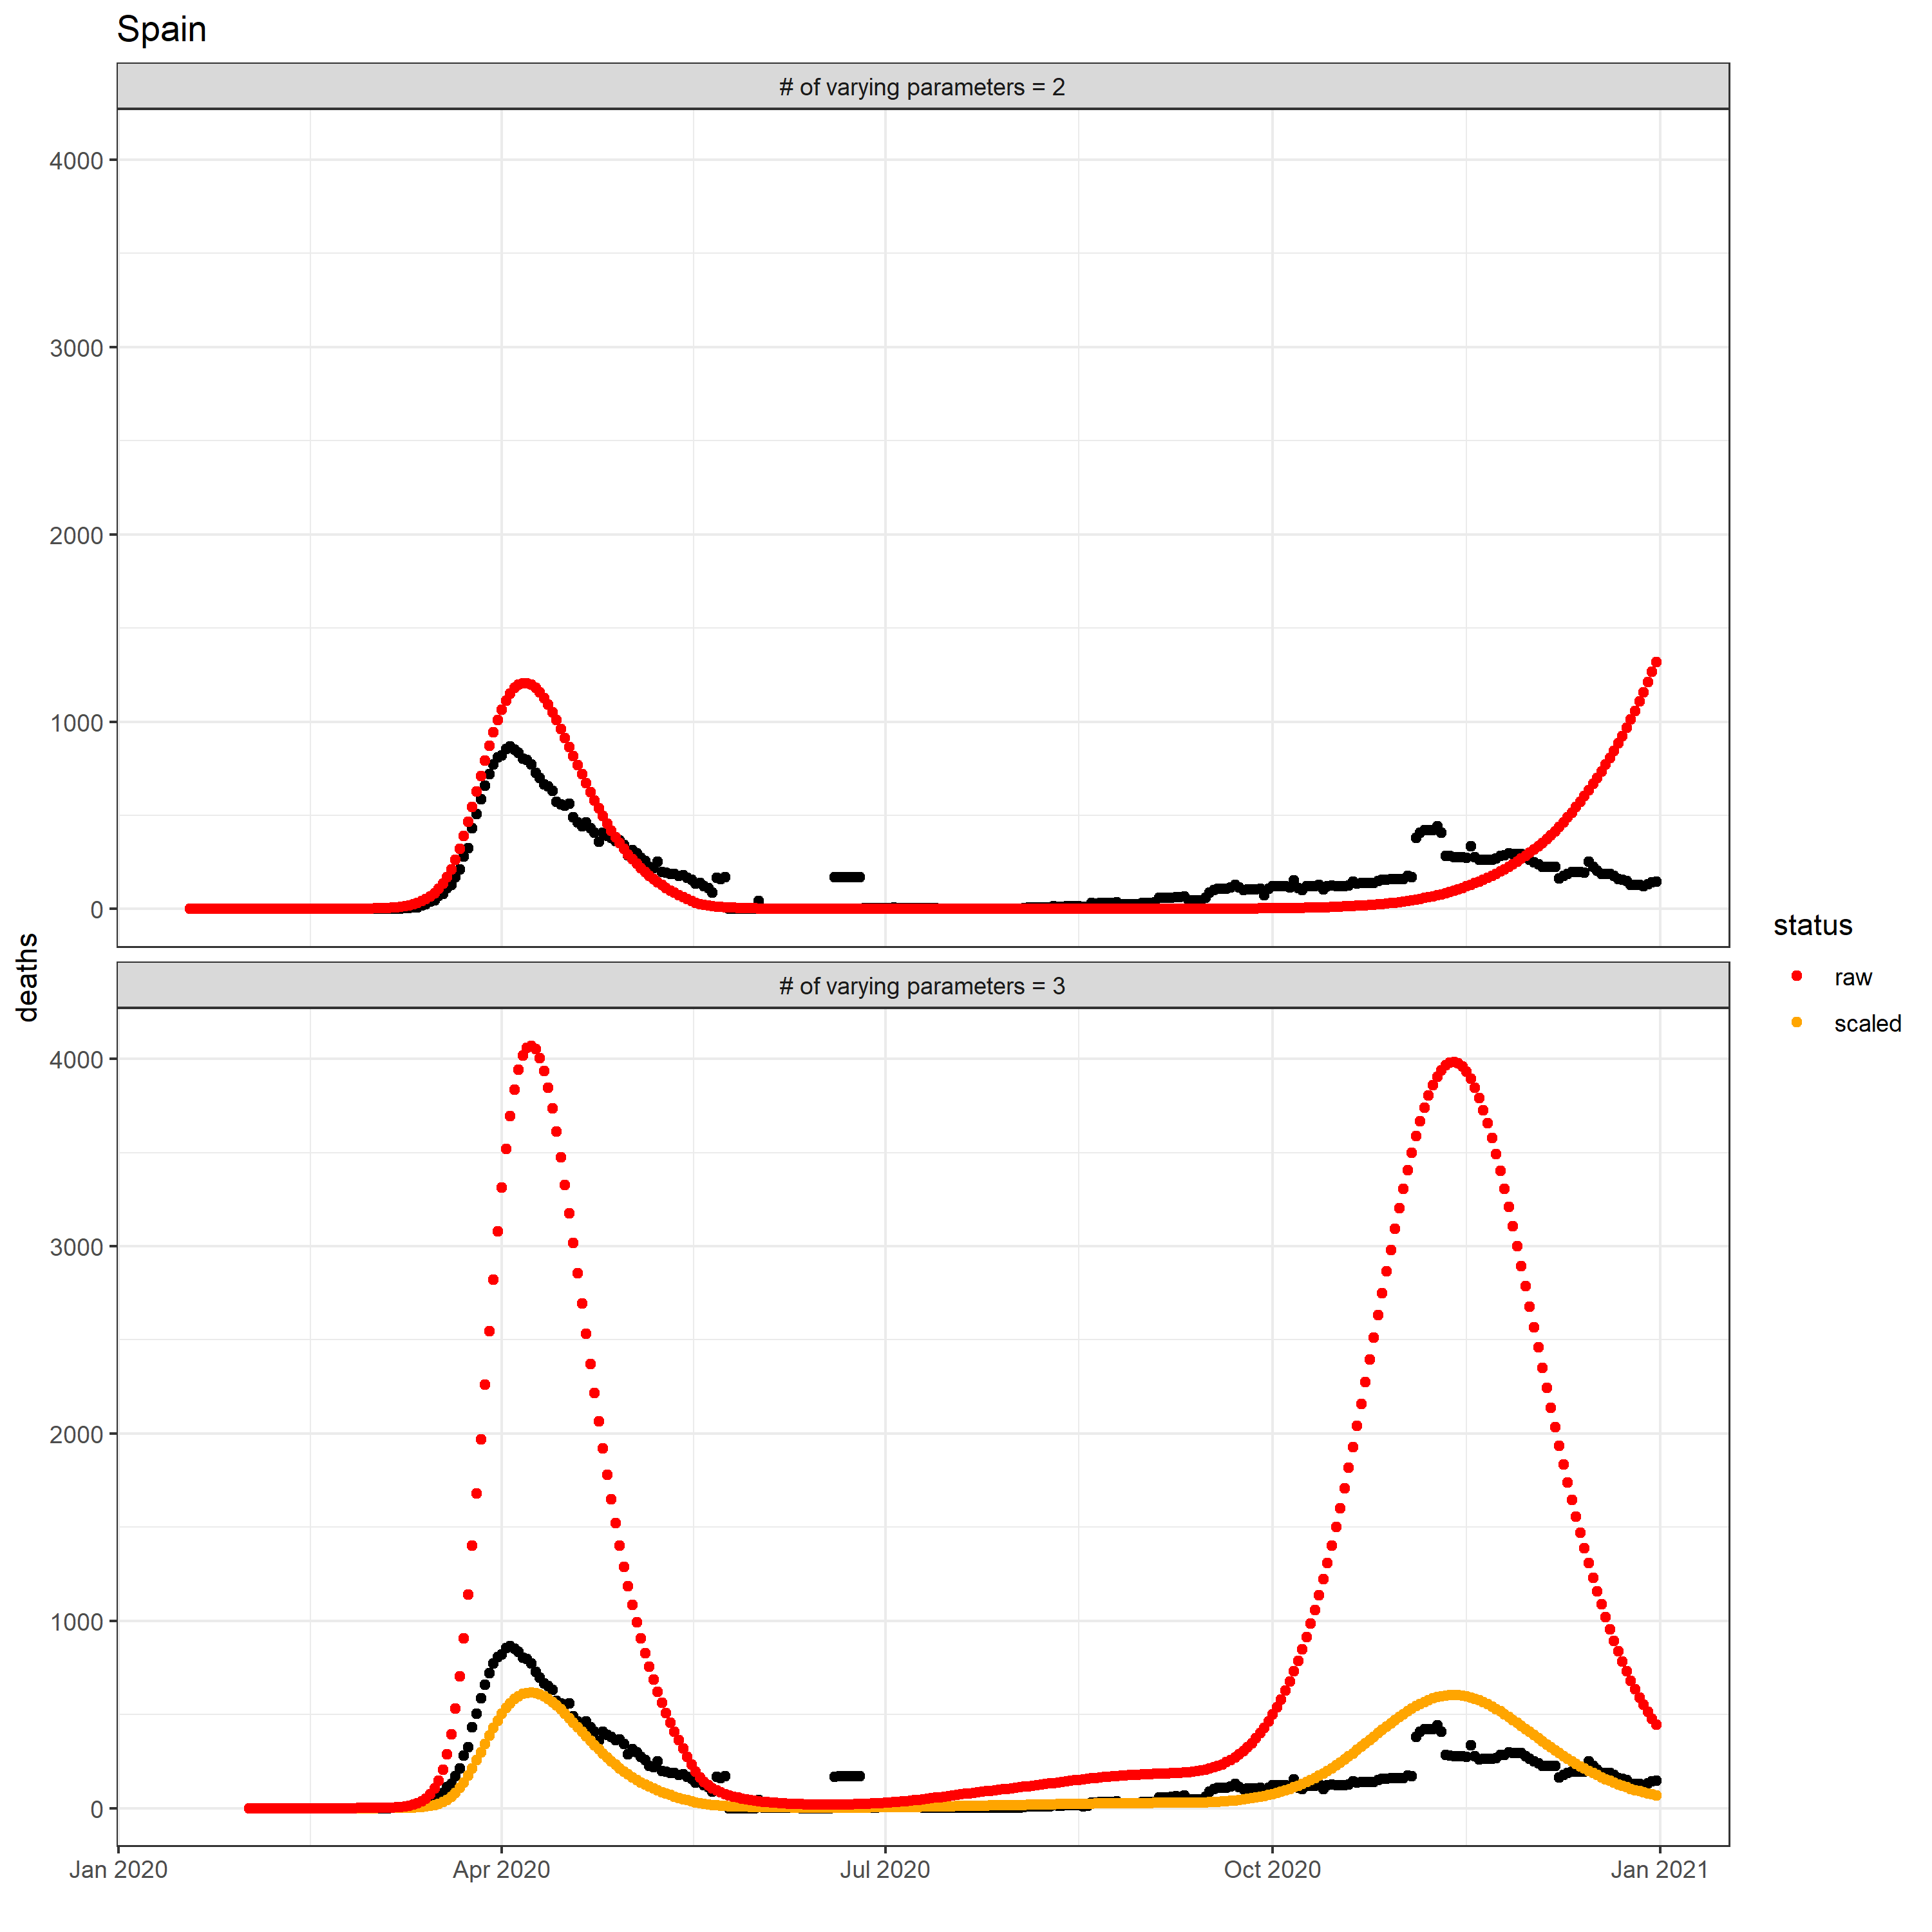 Spain
# of varying parameters = 2
4000
3000
2000
1000
0
# of varying parameters = 3
4000
3000
2000
1000
0
deaths
Jan 2020
Apr 2020
Jul 2020
Oct 2020
Jan 2021
status
raw
scaled